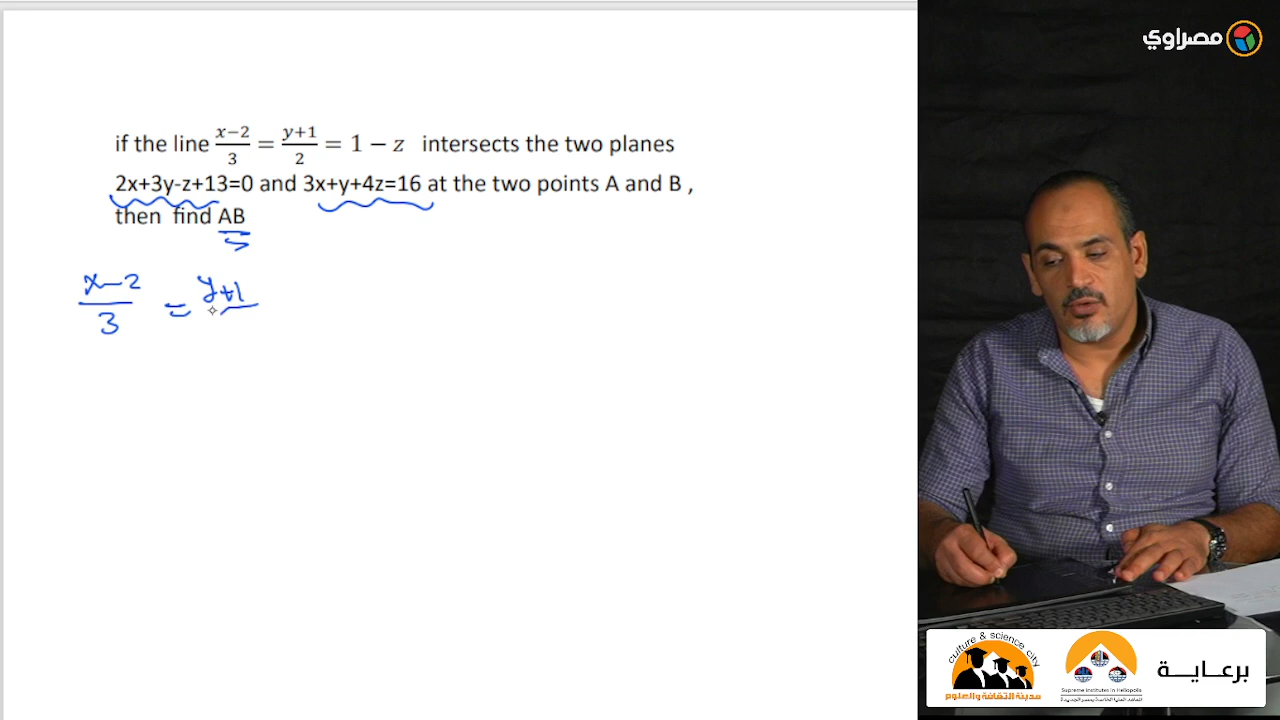 مصراوي
if the line x−2/3 = y+1/2 = 1 − z intersects the two planes
2x+3y-z+13=0 and 3x+y+4z=16 at the two points A and B ,
then find AB
x−2/3 = y+1
culture & science city
مدينة الثقافة والعلوم
Supreme Institutes in Heliopolis
برعايـــة